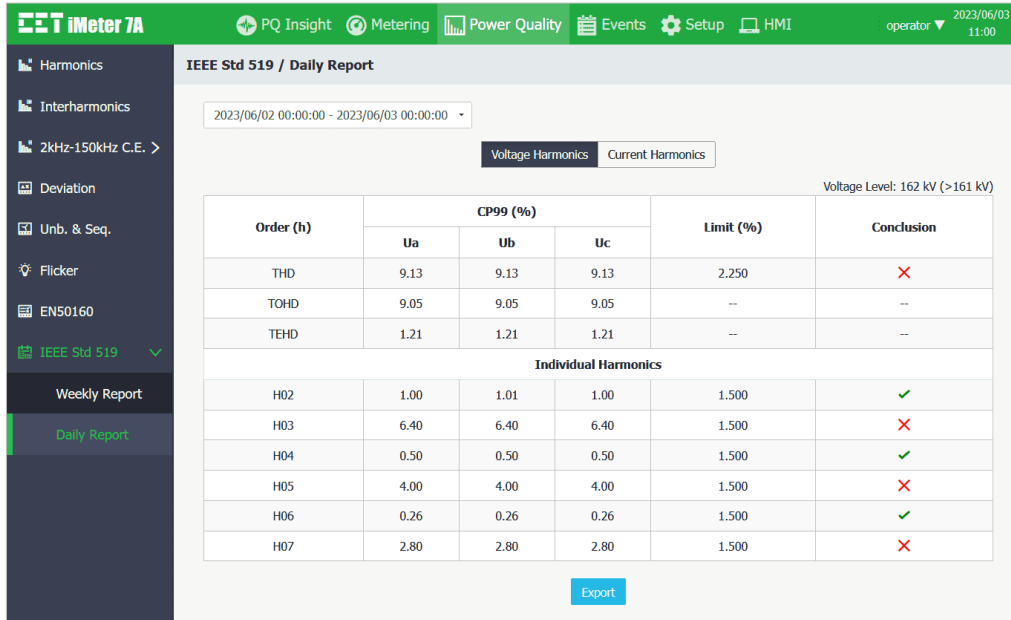 CET iMeter 7A
PQ Insight Metering Power Quality Events Setup HMI operator 2023/06/03 11:00
Harmonics
Interharmonics
2kHz-150kHz C.E.
Deviation
Unb. & Seq.
Flicker
EN50160
IEEE Std 519
Weekly Report
Daily Report
IEEE Std 519 / Daily Report
2023/06/02 00:00:00 - 2023/06/03 00:00:00
Voltage Harmonics Current Harmonics
Voltage Level: 162 kV (>161 kV)
Order (h) CP99 (%) Limit (%) Conclusion
Ua Ub Uc
THD 9.13 9.13 9.13 2.250
TOHD 9.05 9.05 9.05 -- --
TEHD 1.21 1.21 1.21 -- --
Individual Harmonics
H02 1.00 1.01 1.00 1.500
H03 6.40 6.40 6.40 1.500
H04 0.50 0.50 0.50 1.500
H05 4.00 4.00 4.00 1.500
H06 0.26 0.26 0.26 1.500
H07 2.80 2.80 2.80 1.500
Export